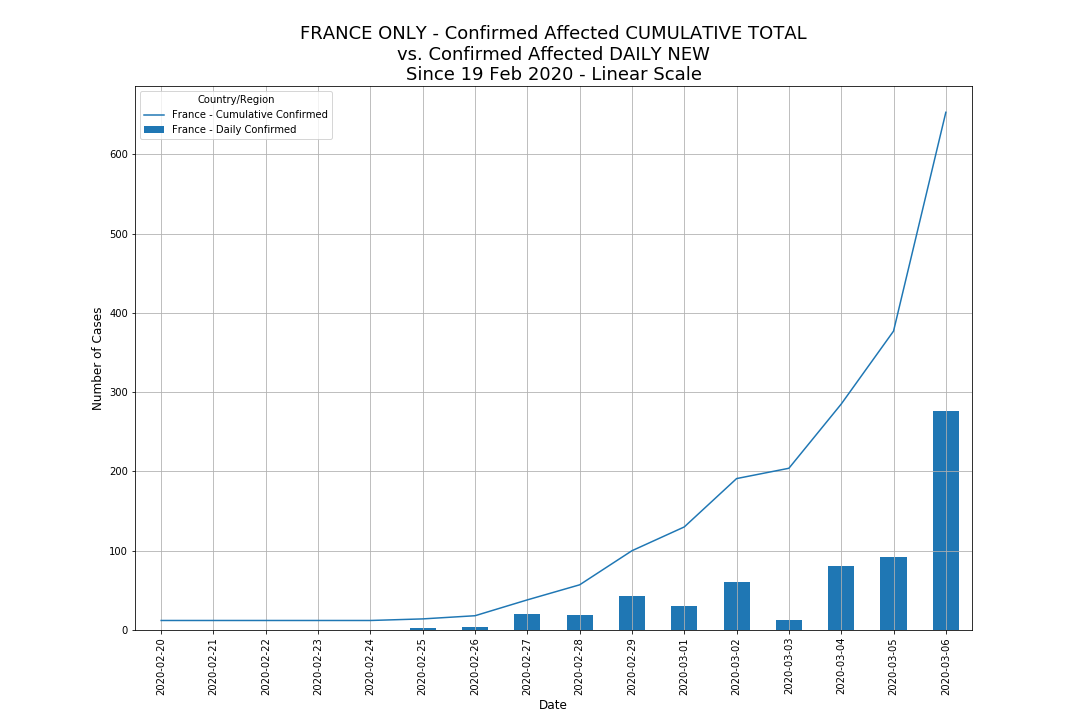 FRANCE ONLY - Confirmed Affected CUMULATIVE TOTAL
vs. Confirmed Affected DAILY NEW
Since 19 Feb 2020 - Linear Scale
Country/Region
France - Cumulative Confirmed
France - Daily Confirmed
Number of Cases
600
500
400
300
200
100
0
2020-02-20
2020-02-21
2020-02-22
2020-02-23
2020-02-24
2020-02-25
2020-02-26
2020-02-27
2020-02-28
2020-02-29
2020-03-01
2020-03-02
2020-03-03
2020-03-04
2020-03-05
2020-03-06
Date